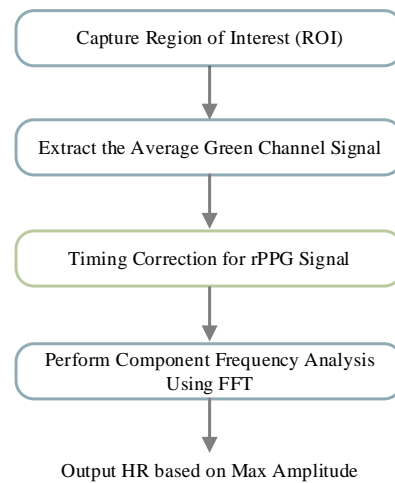 Capture Region of Interest (ROI)
Extract the Average Green Channel Signal
Timing Correction for rPPG Signal
Perform Component Frequency Analysis
Using FFT
Output HR based on Max Amplitude